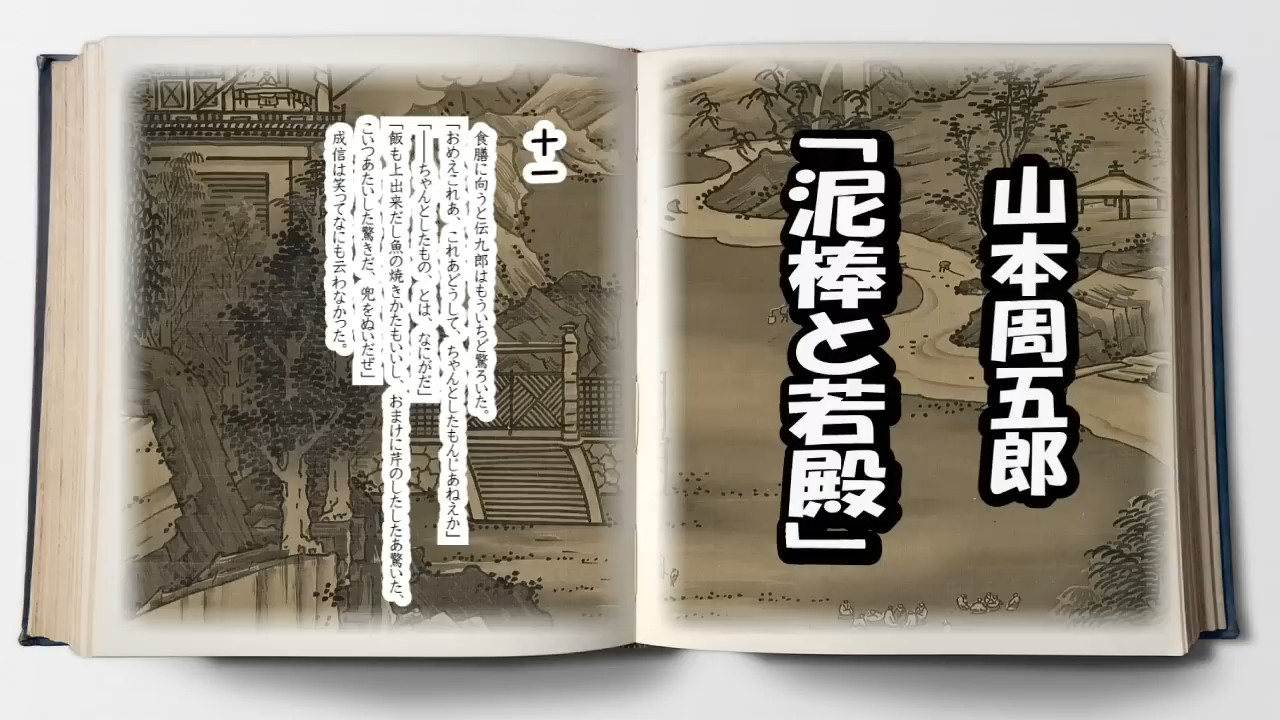 山本周五郎
「泥棒と若殿」
十一
食膳に向うと伝九郎はもういちど驚ろいた。
「おめえこれあ、これあどうして、ちゃんとしたもんじあねえか」
「――ちゃんとしたもの、とは、なにがだ」
「飯も上出来だし魚の焼きかたもいいし、おまけに芹のしたしたあ驚いた、
こいつあたいした驚きだ、兜をぬいだぜ」
成信は笑ってなにも云わなかった。